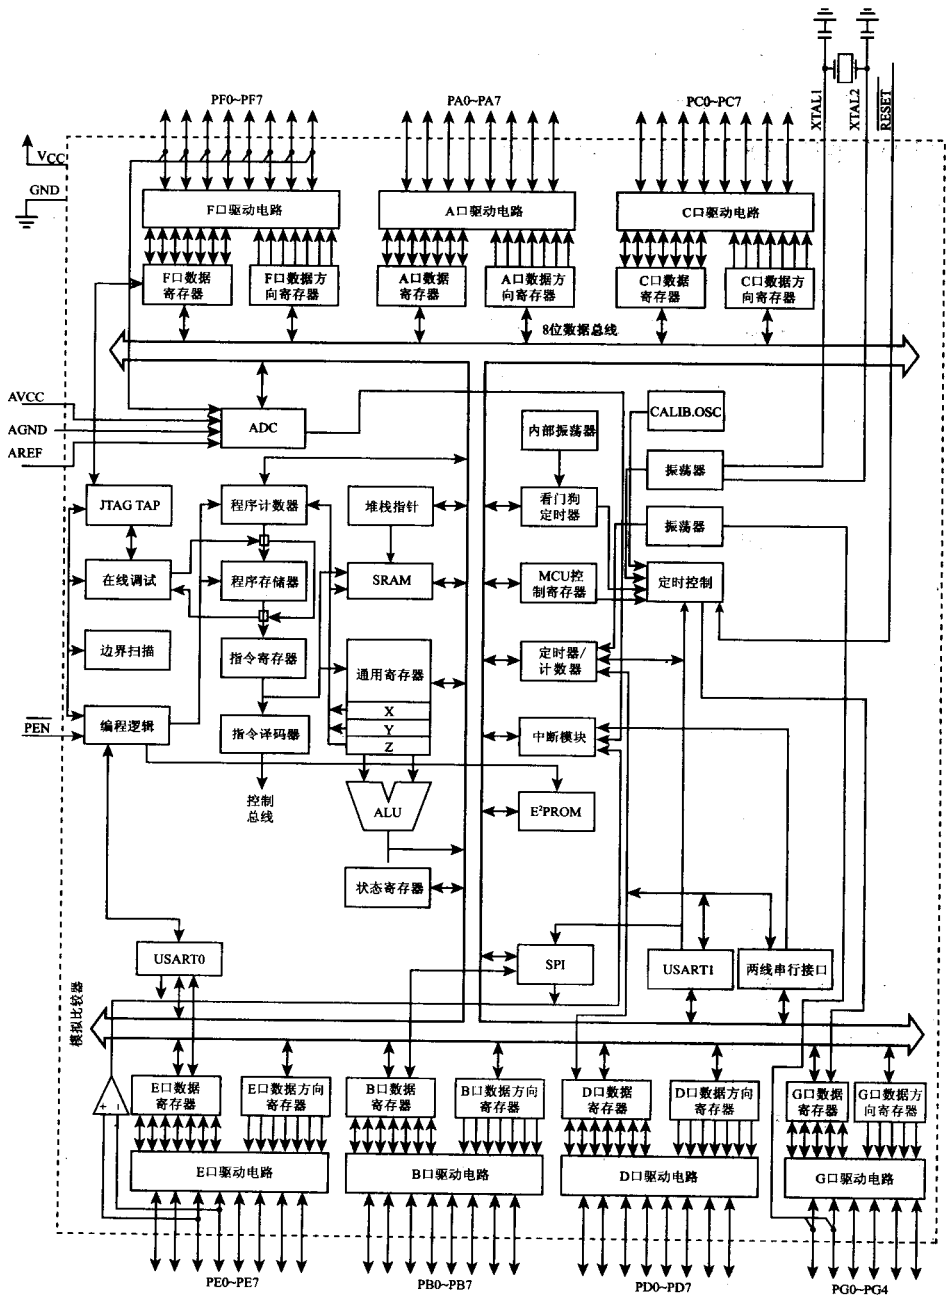 XTAL1
XTAL2
RESET
PF0~PF7
PA0~PA7
PC0~PC7
VCC
GND
F口驱动电路
A口驱动电路
C口驱动电路
F口数据
寄存器
F口数据方
向寄存器
A口数据
寄存器
A口数据方
向寄存器
C口数据
寄存器
C口数据方
向寄存器
8位数据总线
AVCC
AGND
AREF
ADC
内部振荡器
CALIB.OSC
振荡器
JTAG TAP
程序计数器
堆栈指针
看门狗
定时器
振荡器
在线调试
程序存储器
SRAM
MCU控
制寄存器
定时控制
边界扫描
指令寄存器
通用寄存器
定时器/
计数器
X
Y
Z
PEN
编程逻辑
指令译码器
中断模块
控制
总线
ALU
E²PROM
状态寄存器
USART0
SPI
USART1
两线串行接口
模拟比较器
+
−
E口数据
寄存器
E口数据方向
寄存器
B口数据
寄存器
B口数据方向
寄存器
D口数据
寄存器
D口数据方向
寄存器
G口数据
寄存器
G口数据方
向寄存器
E口驱动电路
B口驱动电路
D口驱动电路
G口驱动电路
PE0~PE7
PB0~PB7
PD0~PD7
PG0~PG4